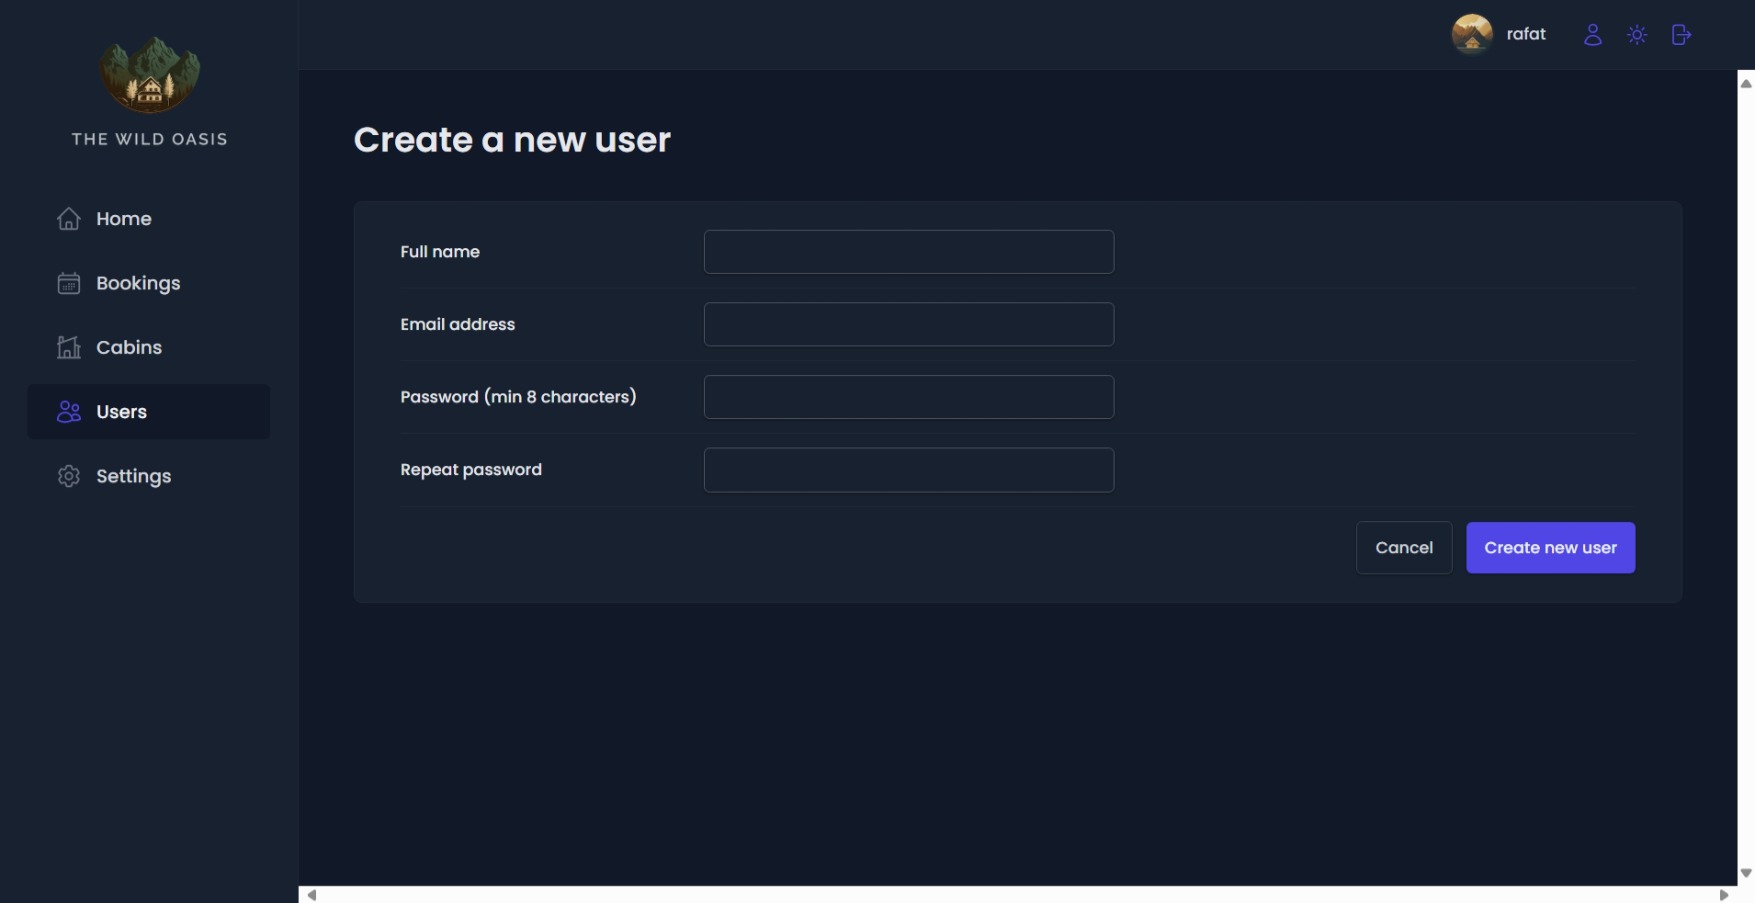 THE WILD OASIS
Home
Bookings
Cabins
Users
Settings
rafat
Create a new user
Full name
Email address
Password (min 8 characters)
Repeat password
Cancel
Create new user